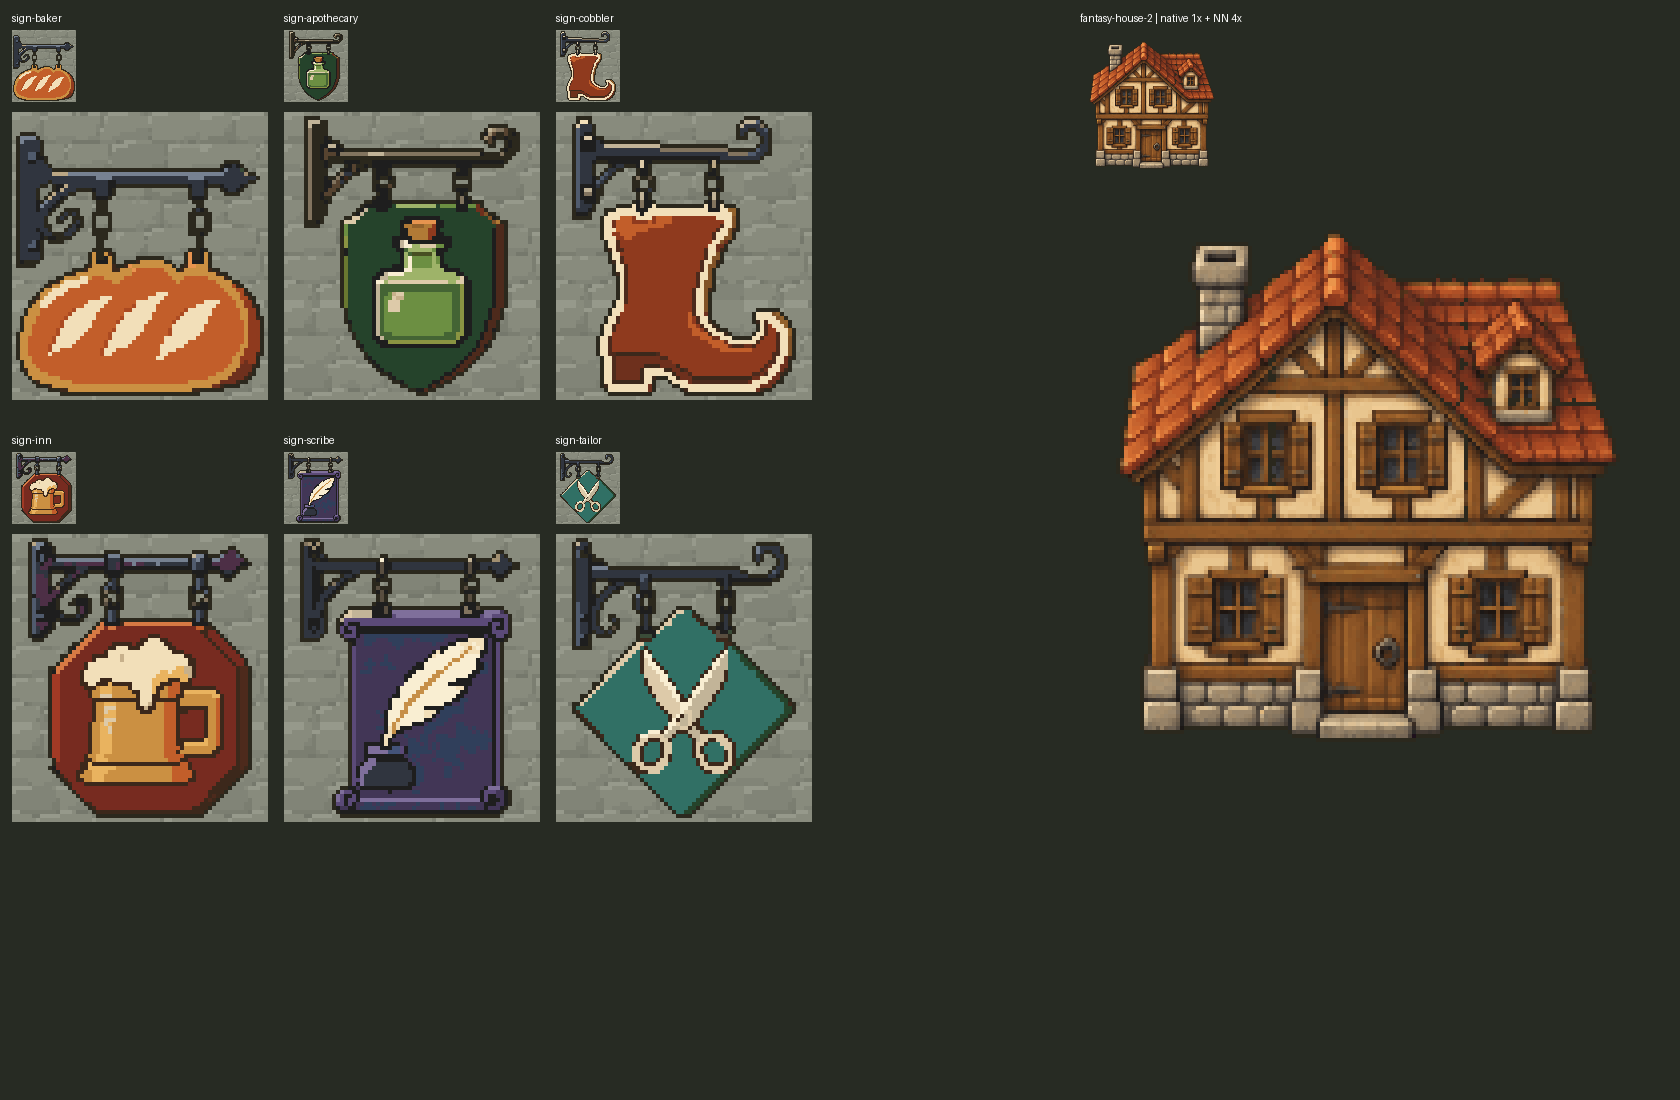 sign-baker
sign-apothecary
sign-cobbler
fantasy-house-2 | native 1x + NN 4x
sign-inn
sign-scribe
sign-tailor